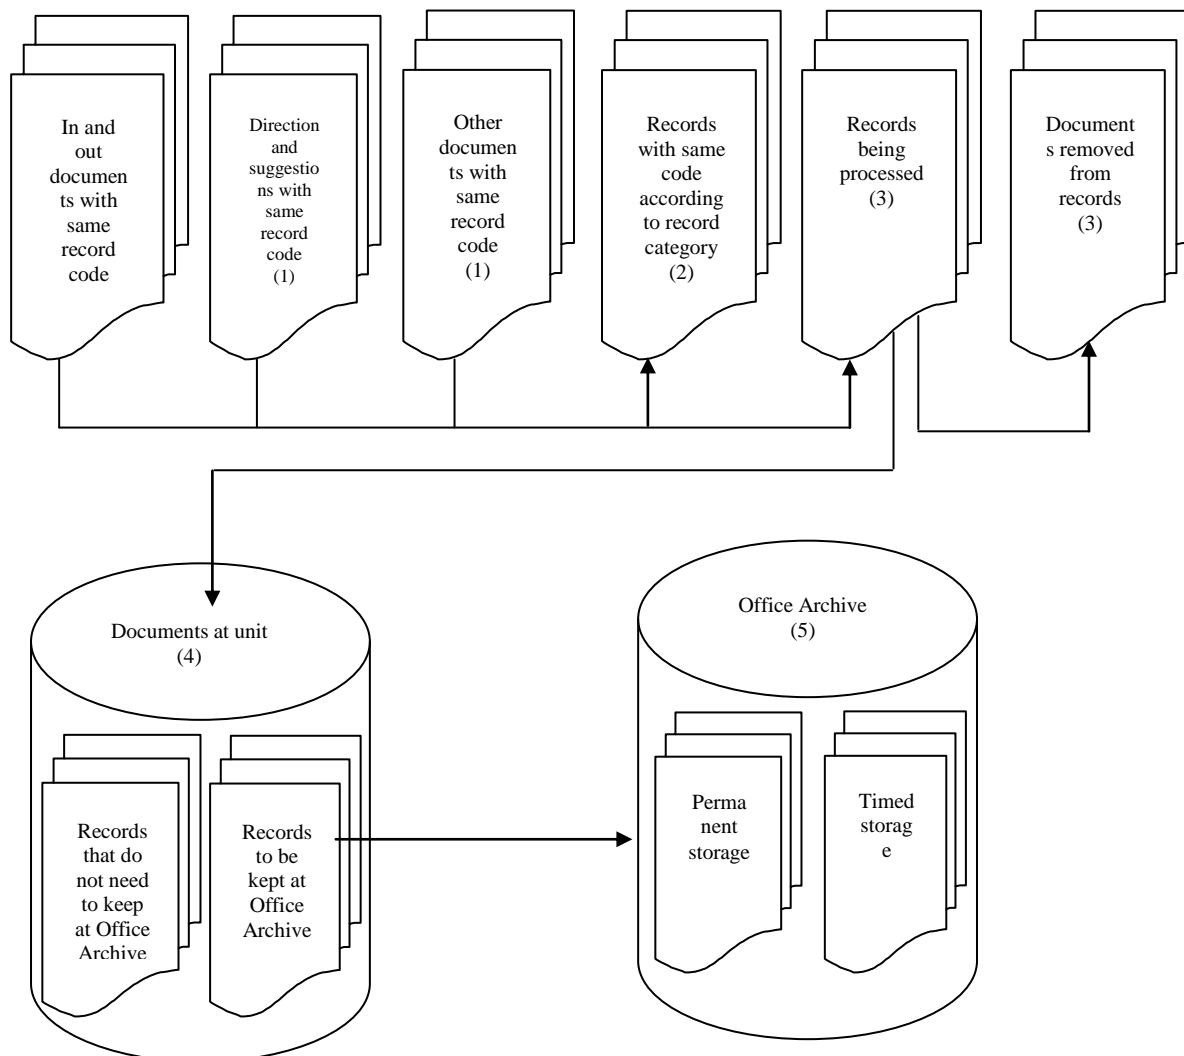 In and
out
documen
ts with
same
record
code
Direction
and
suggestio
ns with
same
record
code
(1)
Other
documen
ts with
same
record
code
(1)
Records
with same
code
according
to record
category
(2)
Records
being
processed
(3)
Document
s removed
from
records
(3)
Documents at unit
(4)
Records
that do
not need
to keep
at Office
Archive
Records
to be
kept at
Office
Archive
Office Archive
(5)
Perma
nent
storage
Timed
storag
e